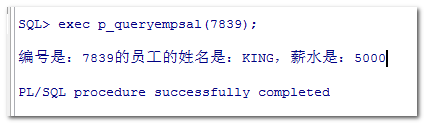 SQL> exec p_queryempsal(7839);
编号是：7839的员工的姓名是：KING，薪水是：5000
PL/SQL procedure successfully completed